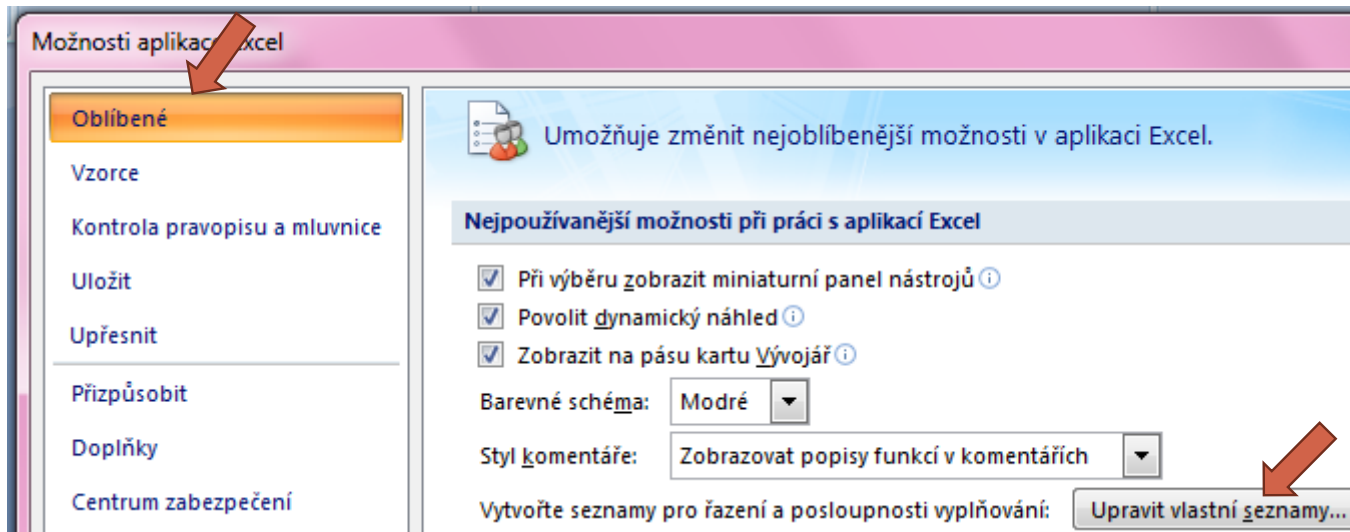 Možnosti aplikace Excel
Oblíbené
Vzorce
Kontrola pravopisu a mluvnice
Uložit
Upřesnit
Přizpůsobit
Doplňky
Centrum zabezpečení
Umožňuje změnit nejoblíbenější možnosti v aplikaci Excel.
Nejpoužívanější možnosti při práci s aplikací Excel
Při výběru zobrazit miniaturní panel nástrojů
Povolit dynamický náhled
Zobrazit na pásu kartu Vývojář
Barevné schéma: Modré
Styl komentáře: Zobrazovat popisy funkcí v komentářích
Vytvořte seznamy pro řazení a posloupnosti vyplňování: Upravit vlastní seznamy...